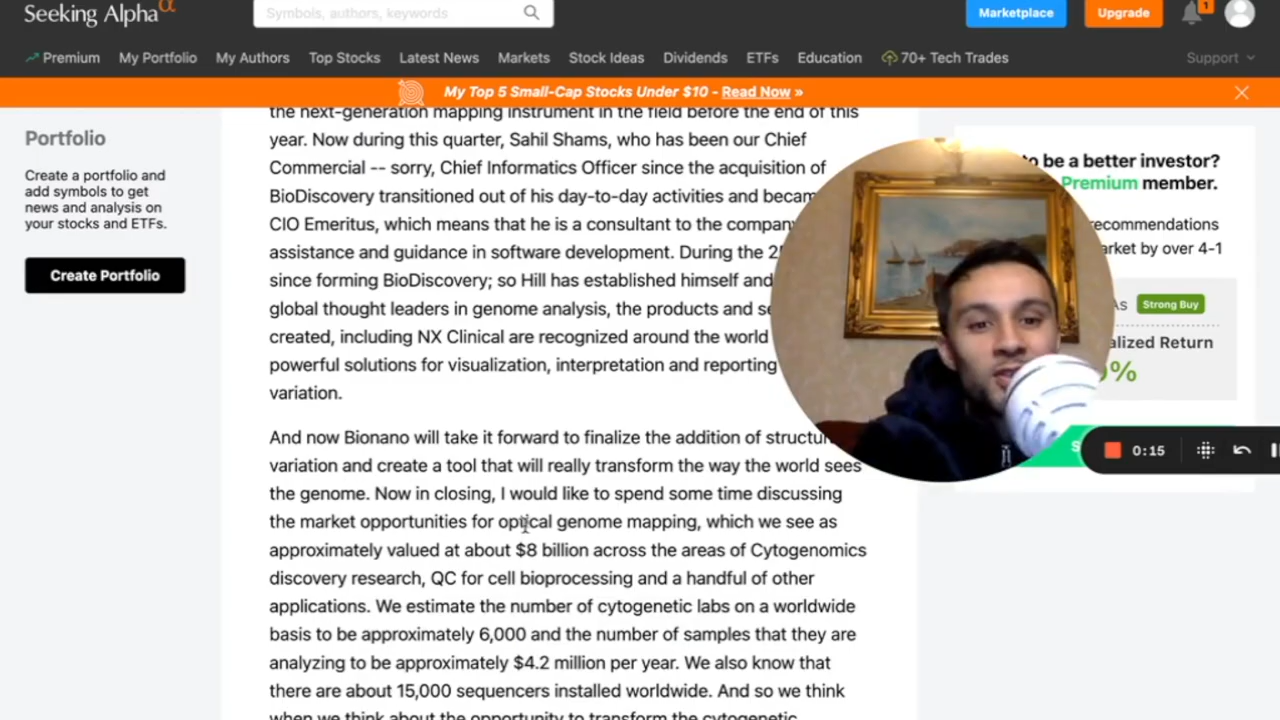 Seeking Alpha α
Symbols, authors, keywords
Marketplace
Upgrade
1
Premium
My Portfolio
My Authors
Top Stocks
Latest News
Markets
Stock Ideas
Dividends
ETFs
Education
70+ Tech Trades
Support
My Top 5 Small-Cap Stocks Under $10 - Read Now »
Portfolio
Create a portfolio and
add symbols to get
news and analysis on
your stocks and ETFs.
Create Portfolio
the next-generation mapping instrument in the field before the end of this
year. Now during this quarter, Sahil Shams, who has been our Chief
Commercial -- sorry, Chief Informatics Officer since the acquisition of
BioDiscovery transitioned out of his day-to-day activities and
CIO Emeritus, which means that he is a consultant to the company
assistance and guidance in software development. During the
since forming BioDiscovery; so Hill has established himself and
global thought leaders in genome analysis, the products and
created, including NX Clinical are recognized around the world
powerful solutions for visualization, interpretation and reporting
variation.
And now Bionano will take it forward to finalize the addition of
variation and create a tool that will really transform the way the world sees
the genome. Now in closing, I would like to spend some time discussing
the market opportunities for optical genome mapping, which we see as
approximately valued at about $8 billion across the areas of Cytogenomics
discovery research, QC for cell bioprocessing and a handful of other
applications. We estimate the number of cytogenetic labs on a worldwide
basis to be approximately 6,000 and the number of samples that they are
analyzing to be approximately $4.2 million per year. We also know that
there are about 15,000 sequencers installed worldwide. And so we think
when we think about the opportunity to transform the cytogenetic
to be a better investor?
Premium member.
recommendations
by over 4-1
Strong Buy
Return
%
0:15